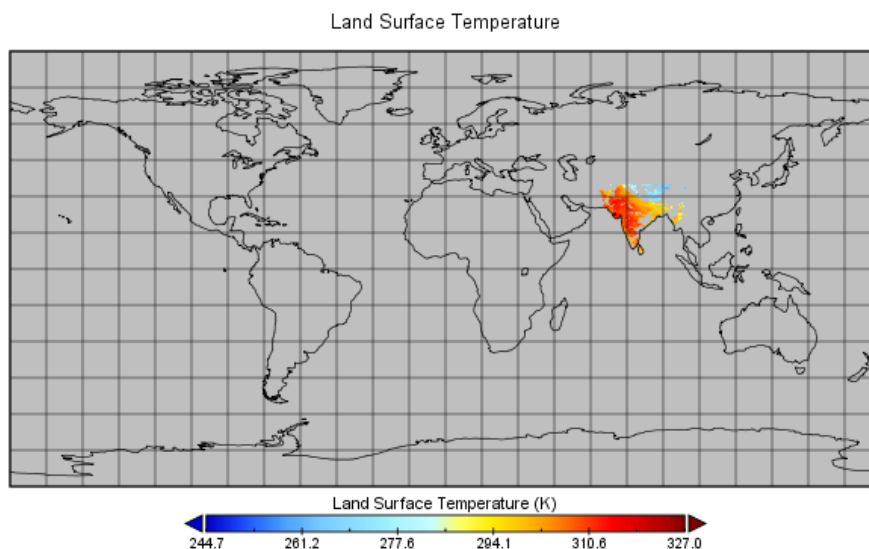 Land Surface Temperature
Land Surface Temperature (K)
244.7 261.2 277.6 294.1 310.6 327.0